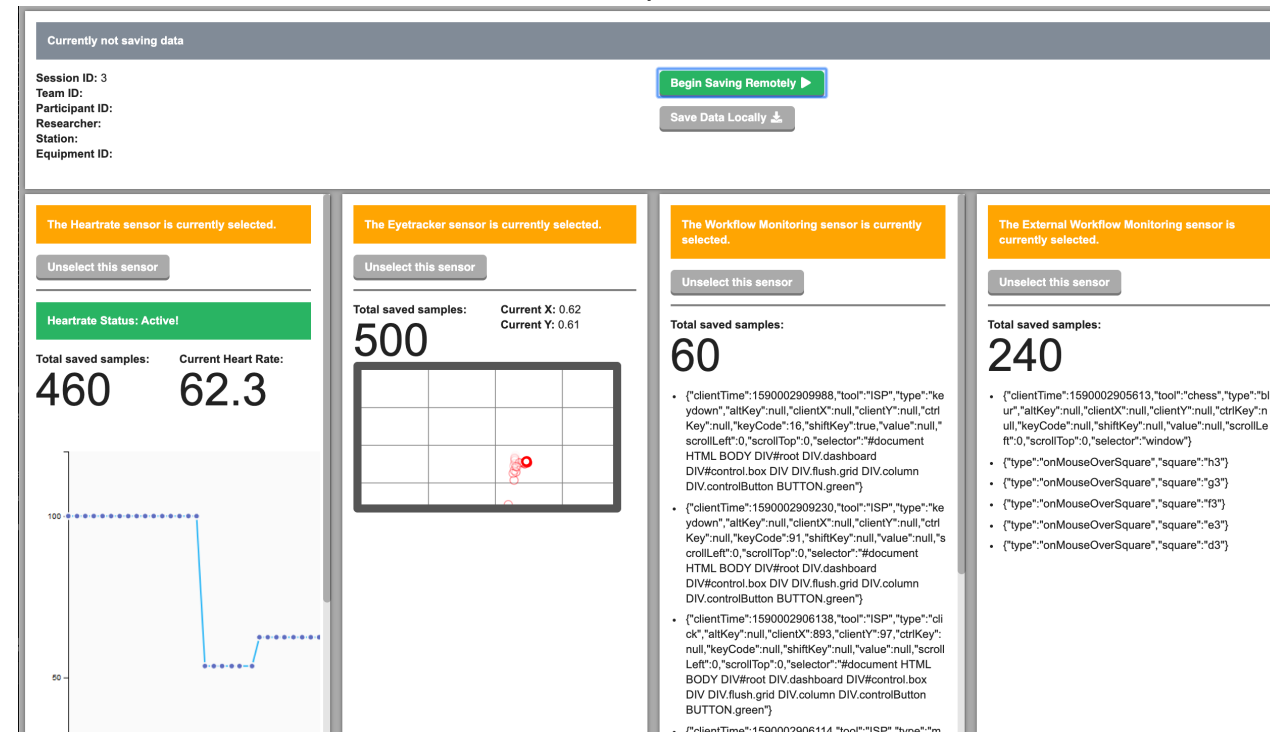 Currently not saving data
Session ID: 3
Team ID:
Participant ID:
Researcher:
Station:
Equipment ID:
Begin Saving Remotely
Save Data Locally
The Heartrate sensor is currently selected.
Unselect this sensor
Heartrate Status: Active!
Total saved samples:
460
Current Heart Rate:
62.3
100
50
The Eyetracker sensor is currently selected.
Unselect this sensor
Total saved samples:
500
Current X: 0.62
Current Y: 0.61
The Workflow Monitoring sensor is currently
selected.
Unselect this sensor
Total saved samples:
60
• {"clientTime":1590002909988,"tool":"ISP","type":"ke
ydown","altKey":null,"clientX":null,"clientY":null,"ctrl
Key":null,"keyCode":16,"shiftKey":true,"value":null,"
scrollLeft":0,"scrollTop":0,"selector":"#document
HTML BODY DIV#root DIV.dashboard
DIV#control.box DIV DIV.flush.grid DIV.column
DIV.controlButton BUTTON.green"}
• {"clientTime":1590002909230,"tool":"ISP","type":"ke
ydown","altKey":null,"clientX":null,"clientY":null,"ctrl
Key":null,"keyCode":91,"shiftKey":null,"value":null,"s
crollLeft":0,"scrollTop":0,"selector":"#document
HTML BODY DIV#root DIV.dashboard
DIV#control.box DIV DIV.flush.grid DIV.column
DIV.controlButton BUTTON.green"}
• {"clientTime":1590002906138,"tool":"ISP","type":"cli
ck","altKey":null,"clientX":893,"clientY":97,"ctrlKey":
null,"keyCode":null,"shiftKey":null,"value":null,"scroll
Left":0,"scrollTop":0,"selector":"#document HTML
BODY DIV#root DIV.dashboard DIV#control.box
DIV DIV.flush.grid DIV.column DIV.controlButton
BUTTON.green"}
• {"clientTime":1590002906114,"tool":"ISP","type":"m
The External Workflow Monitoring sensor is
currently selected.
Unselect this sensor
Total saved samples:
240
• {"clientTime":1590002905613,"tool":"chess","type":"bl
ur","altKey":null,"clientX":null,"clientY":null,"ctrlKey":n
ull,"keyCode":null,"shiftKey":null,"value":null,"scrollLe
ft":0,"scrollTop":0,"selector":"window"}
• {"type":"onMouseOverSquare","square":"h3"}
• {"type":"onMouseOverSquare","square":"g3"}
• {"type":"onMouseOverSquare","square":"f3"}
• {"type":"onMouseOverSquare","square":"e3"}
• {"type":"onMouseOverSquare","square":"d3"}